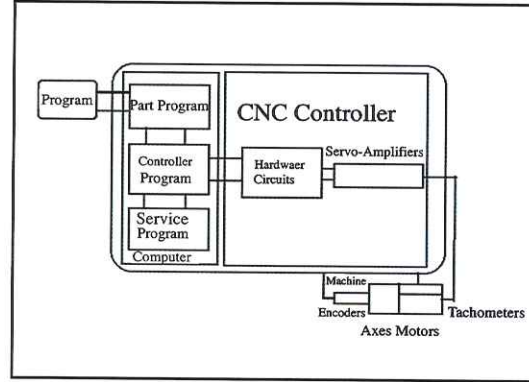 Program
Part Program
CNC Controller
Controller
Program
Hardwaer
Circuits
Servo-Amplifiers
Service
Program
Computer
Machine
Encoders
Tachometers
Axes Motors